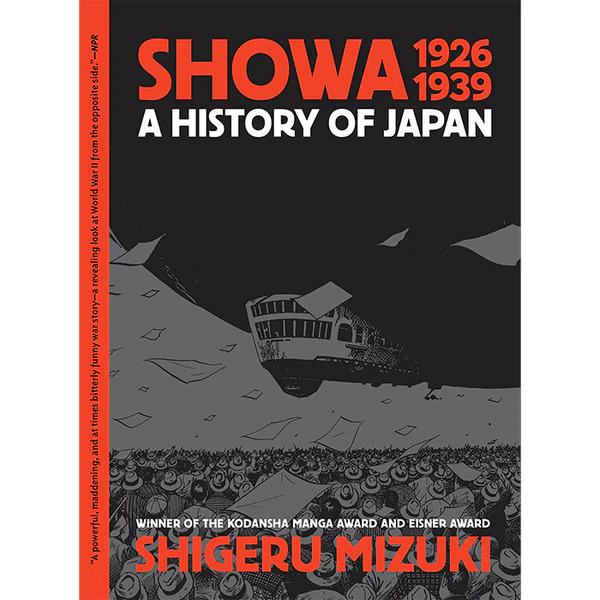 SHOWA 1926
1939
A HISTORY OF JAPAN
"A powerful, maddening, and at times bitterly funny war story—a revealing look at World War II from the opposite side."—NPR
WINNER OF THE KODANSHA MANGA AWARD AND EISNER AWARD
SHIGERU MIZUKI